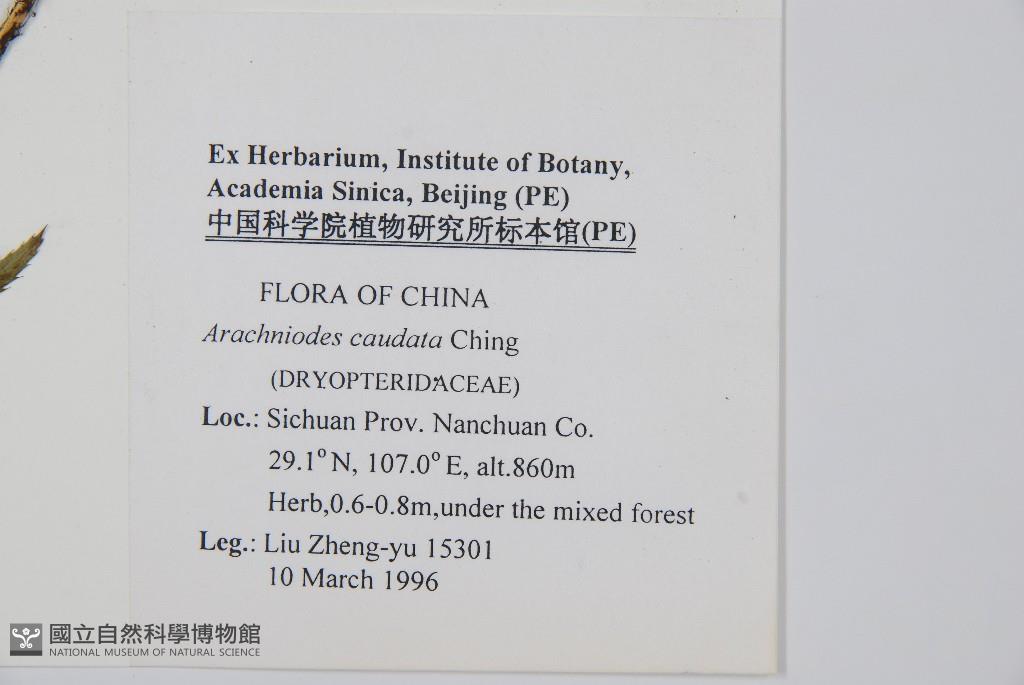 Ex Herbarium, Institute of Botany,
Academia Sinica, Beijing (PE)
中国科学院植物研究所标本馆(PE)
FLORA OF CHINA
Arachniodes caudata Ching
(DRYOPTERIDACEAE)
Loc.: Sichuan Prov. Nanchuan Co.
29.1°N, 107.0°E, alt.860m
Herb,0.6-0.8m,under the mixed forest
Leg.: Liu Zheng-yu 15301
10 March 1996
國立自然科學博物館
NATIONAL MUSEUM OF NATURAL SCIENCE